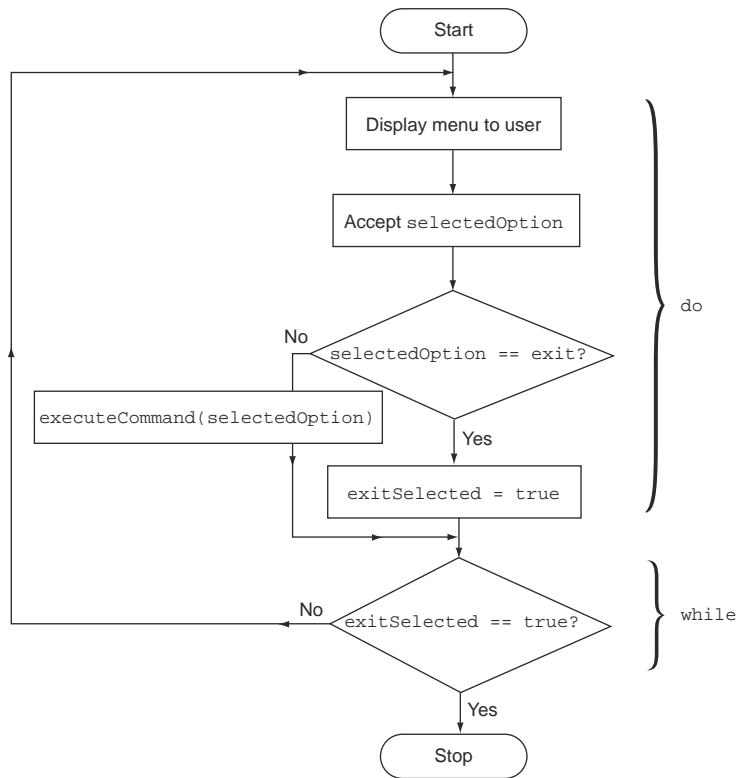 Start
Display menu to user
Accept selectedOption
selectedOption == exit?
No
executeCommand(selectedOption)
Yes
exitSelected = true
do
exitSelected == true?
No
while
Yes
Stop